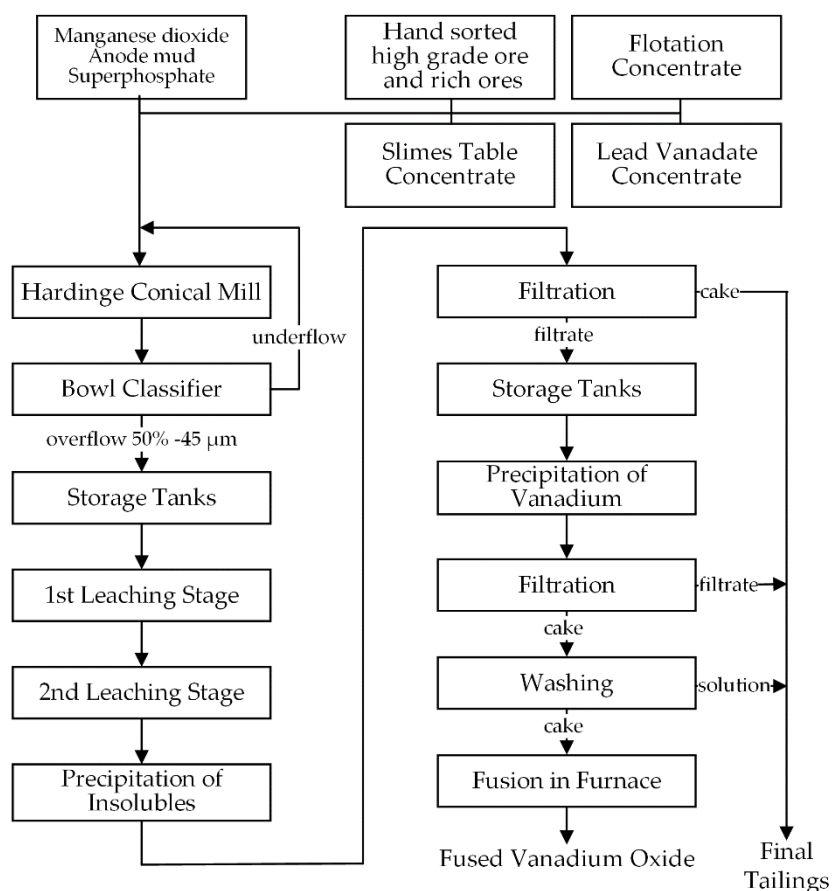 Manganese dioxide
Anode mud
Superphosphate
Hand sorted
high grade ore
and rich ores
Flotation
Concentrate
Slimes Table
Concentrate
Lead Vanadate
Concentrate
Hardinge Conical Mill
underflow
Bowl Classifier
overflow 50% -45 µm
Storage Tanks
1st Leaching Stage
2nd Leaching Stage
Precipitation of
Insolubles
Filtration
cake
filtrate
Storage Tanks
Precipitation of
Vanadium
Filtration
filtrate
cake
Washing
solution
cake
Fusion in Furnace
Fused Vanadium Oxide
Final
Tailings